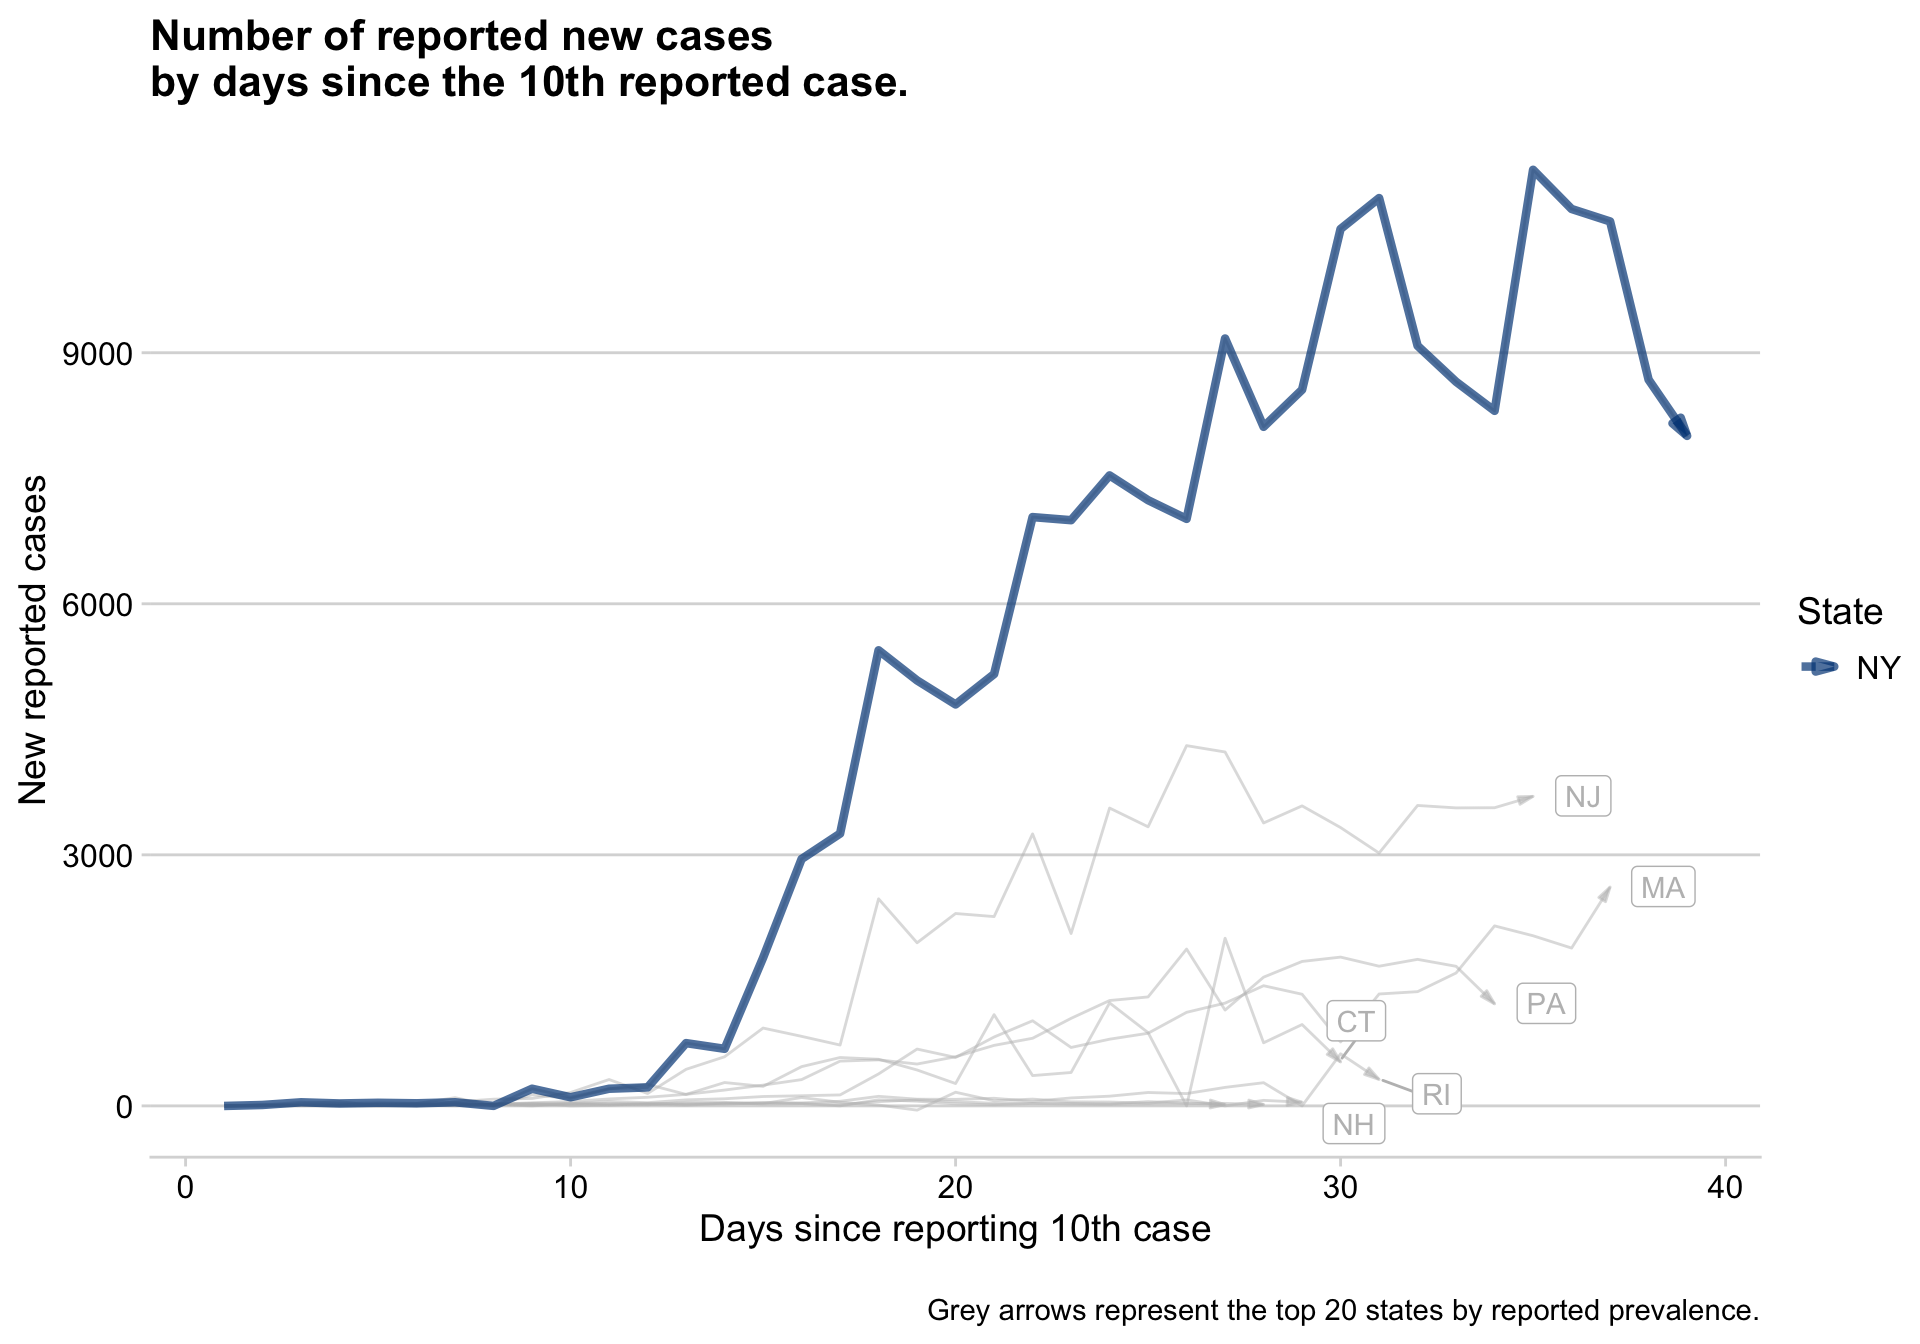 Number of reported new cases
by days since the 10th reported case.
New reported cases
9000
6000
3000
0
NJ
MA
PA
CT
RI
NH
State
NY
0 10 20 30 40
Days since reporting 10th case
Grey arrows represent the top 20 states by reported prevalence.